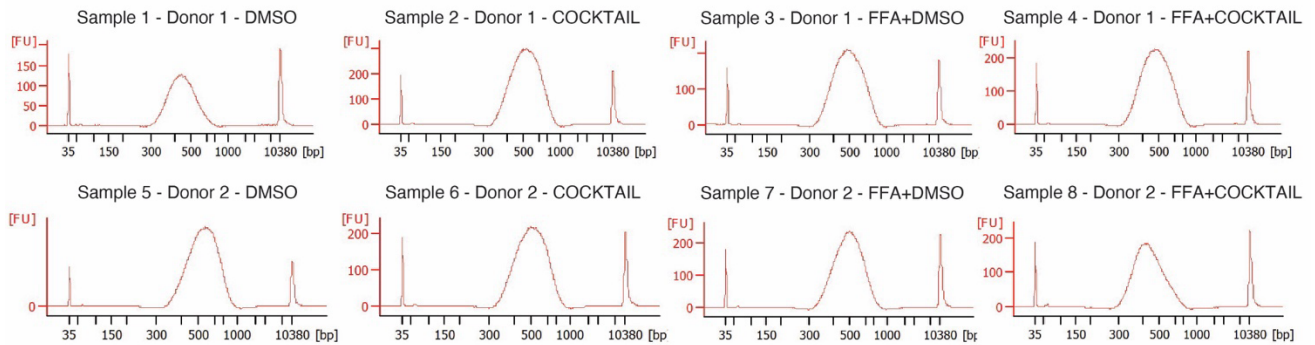 Sample 1 - Donor 1 - DMSO
[FU]
150
100
50
0
35 150 300 500 1000 10380 [bp]
Sample 2 - Donor 1 - COCKTAIL
[FU]
200
100
0
35 150 300 500 1000 10380 [bp]
Sample 3 - Donor 1 - FFA+DMSO
[FU]
100
0
35 150 300 500 1000 10380 [bp]
Sample 4 - Donor 1 - FFA+COCKTAIL
[FU]
200
100
0
35 150 300 500 1000 10380 [bp]
Sample 5 - Donor 2 - DMSO
[FU]
0
35 150 300 500 1000 10380 [bp]
Sample 6 - Donor 2 - COCKTAIL
[FU]
200
100
0
35 150 300 500 1000 10380 [bp]
Sample 7 - Donor 2 - FFA+DMSO
[FU]
200
100
0
35 150 300 500 1000 10380 [bp]
Sample 8 - Donor 2 - FFA+COCKTAIL
[FU]
200
100
0
35 150 300 500 1000 10380 [bp]